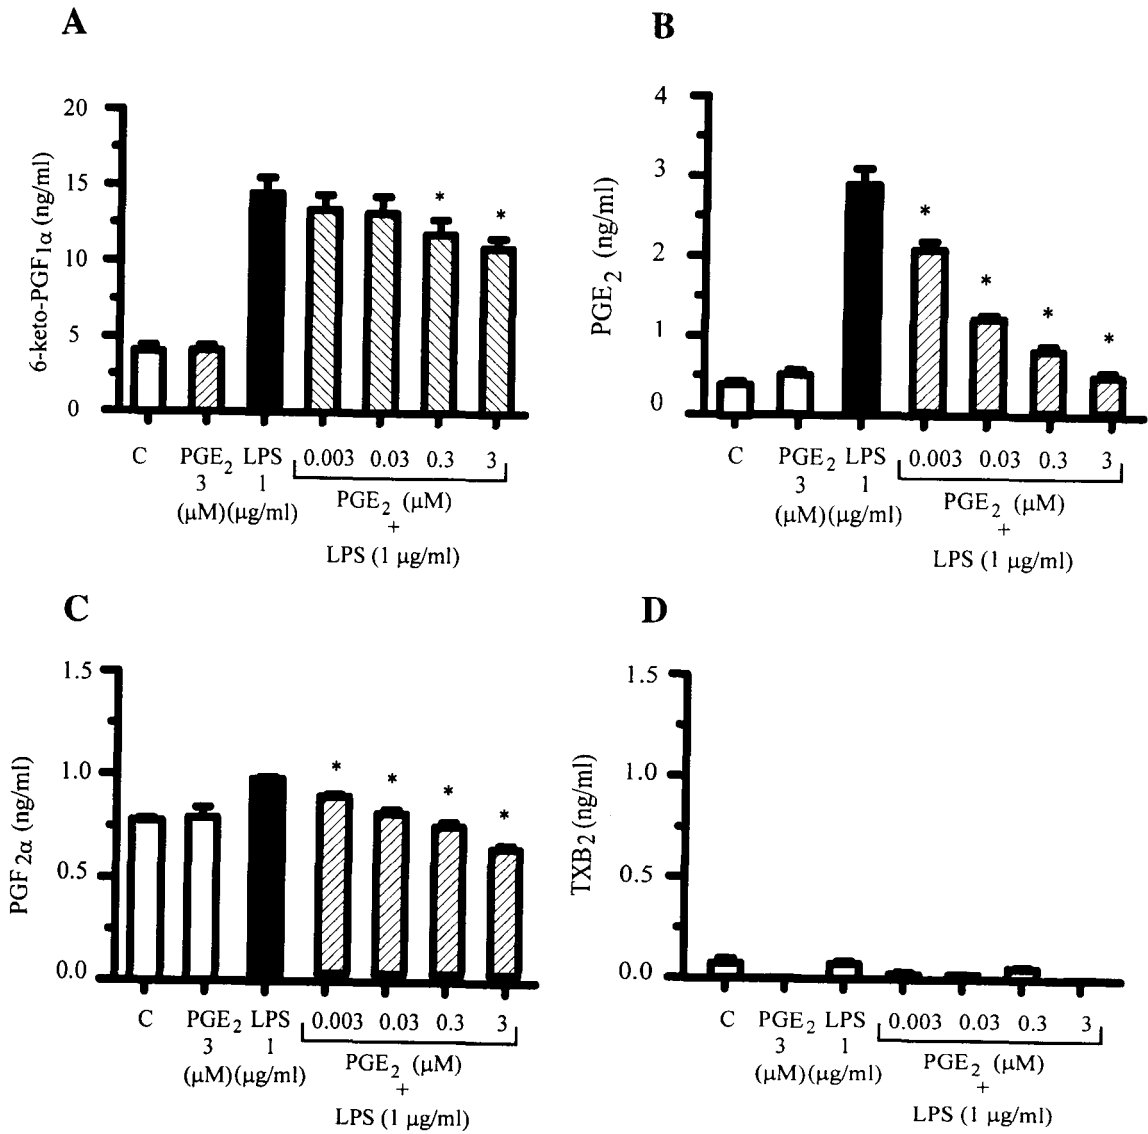 A
20
15
10
5
0
6-keto-PGF1α (ng/ml)
*
*
C PGE2 LPS 0.003 0.03 0.3 3
3 1
(μM)(μg/ml)
PGE2 (μM)
+
LPS (1 μg/ml)
B
4
3
2
1
0
PGE2 (ng/ml)
*
*
*
*
C PGE2 LPS 0.003 0.03 0.3 3
3 1
(μM)(μg/ml)
PGE2 (μM)
+
LPS (1 μg/ml)
C
1.5
1.0
0.5
0.0
PGF2α (ng/ml)
*
*
*
*
C PGE2 LPS 0.003 0.03 0.3 3
3 1
(μM)(μg/ml)
PGE2 (μM)
+
LPS (1 μg/ml)
D
1.5
1.0
0.5
0.0
TXB2 (ng/ml)
C PGE2 LPS 0.003 0.03 0.3 3
3 1
(μM)(μg/ml)
PGE2 (μM)
+
LPS (1 μg/ml)